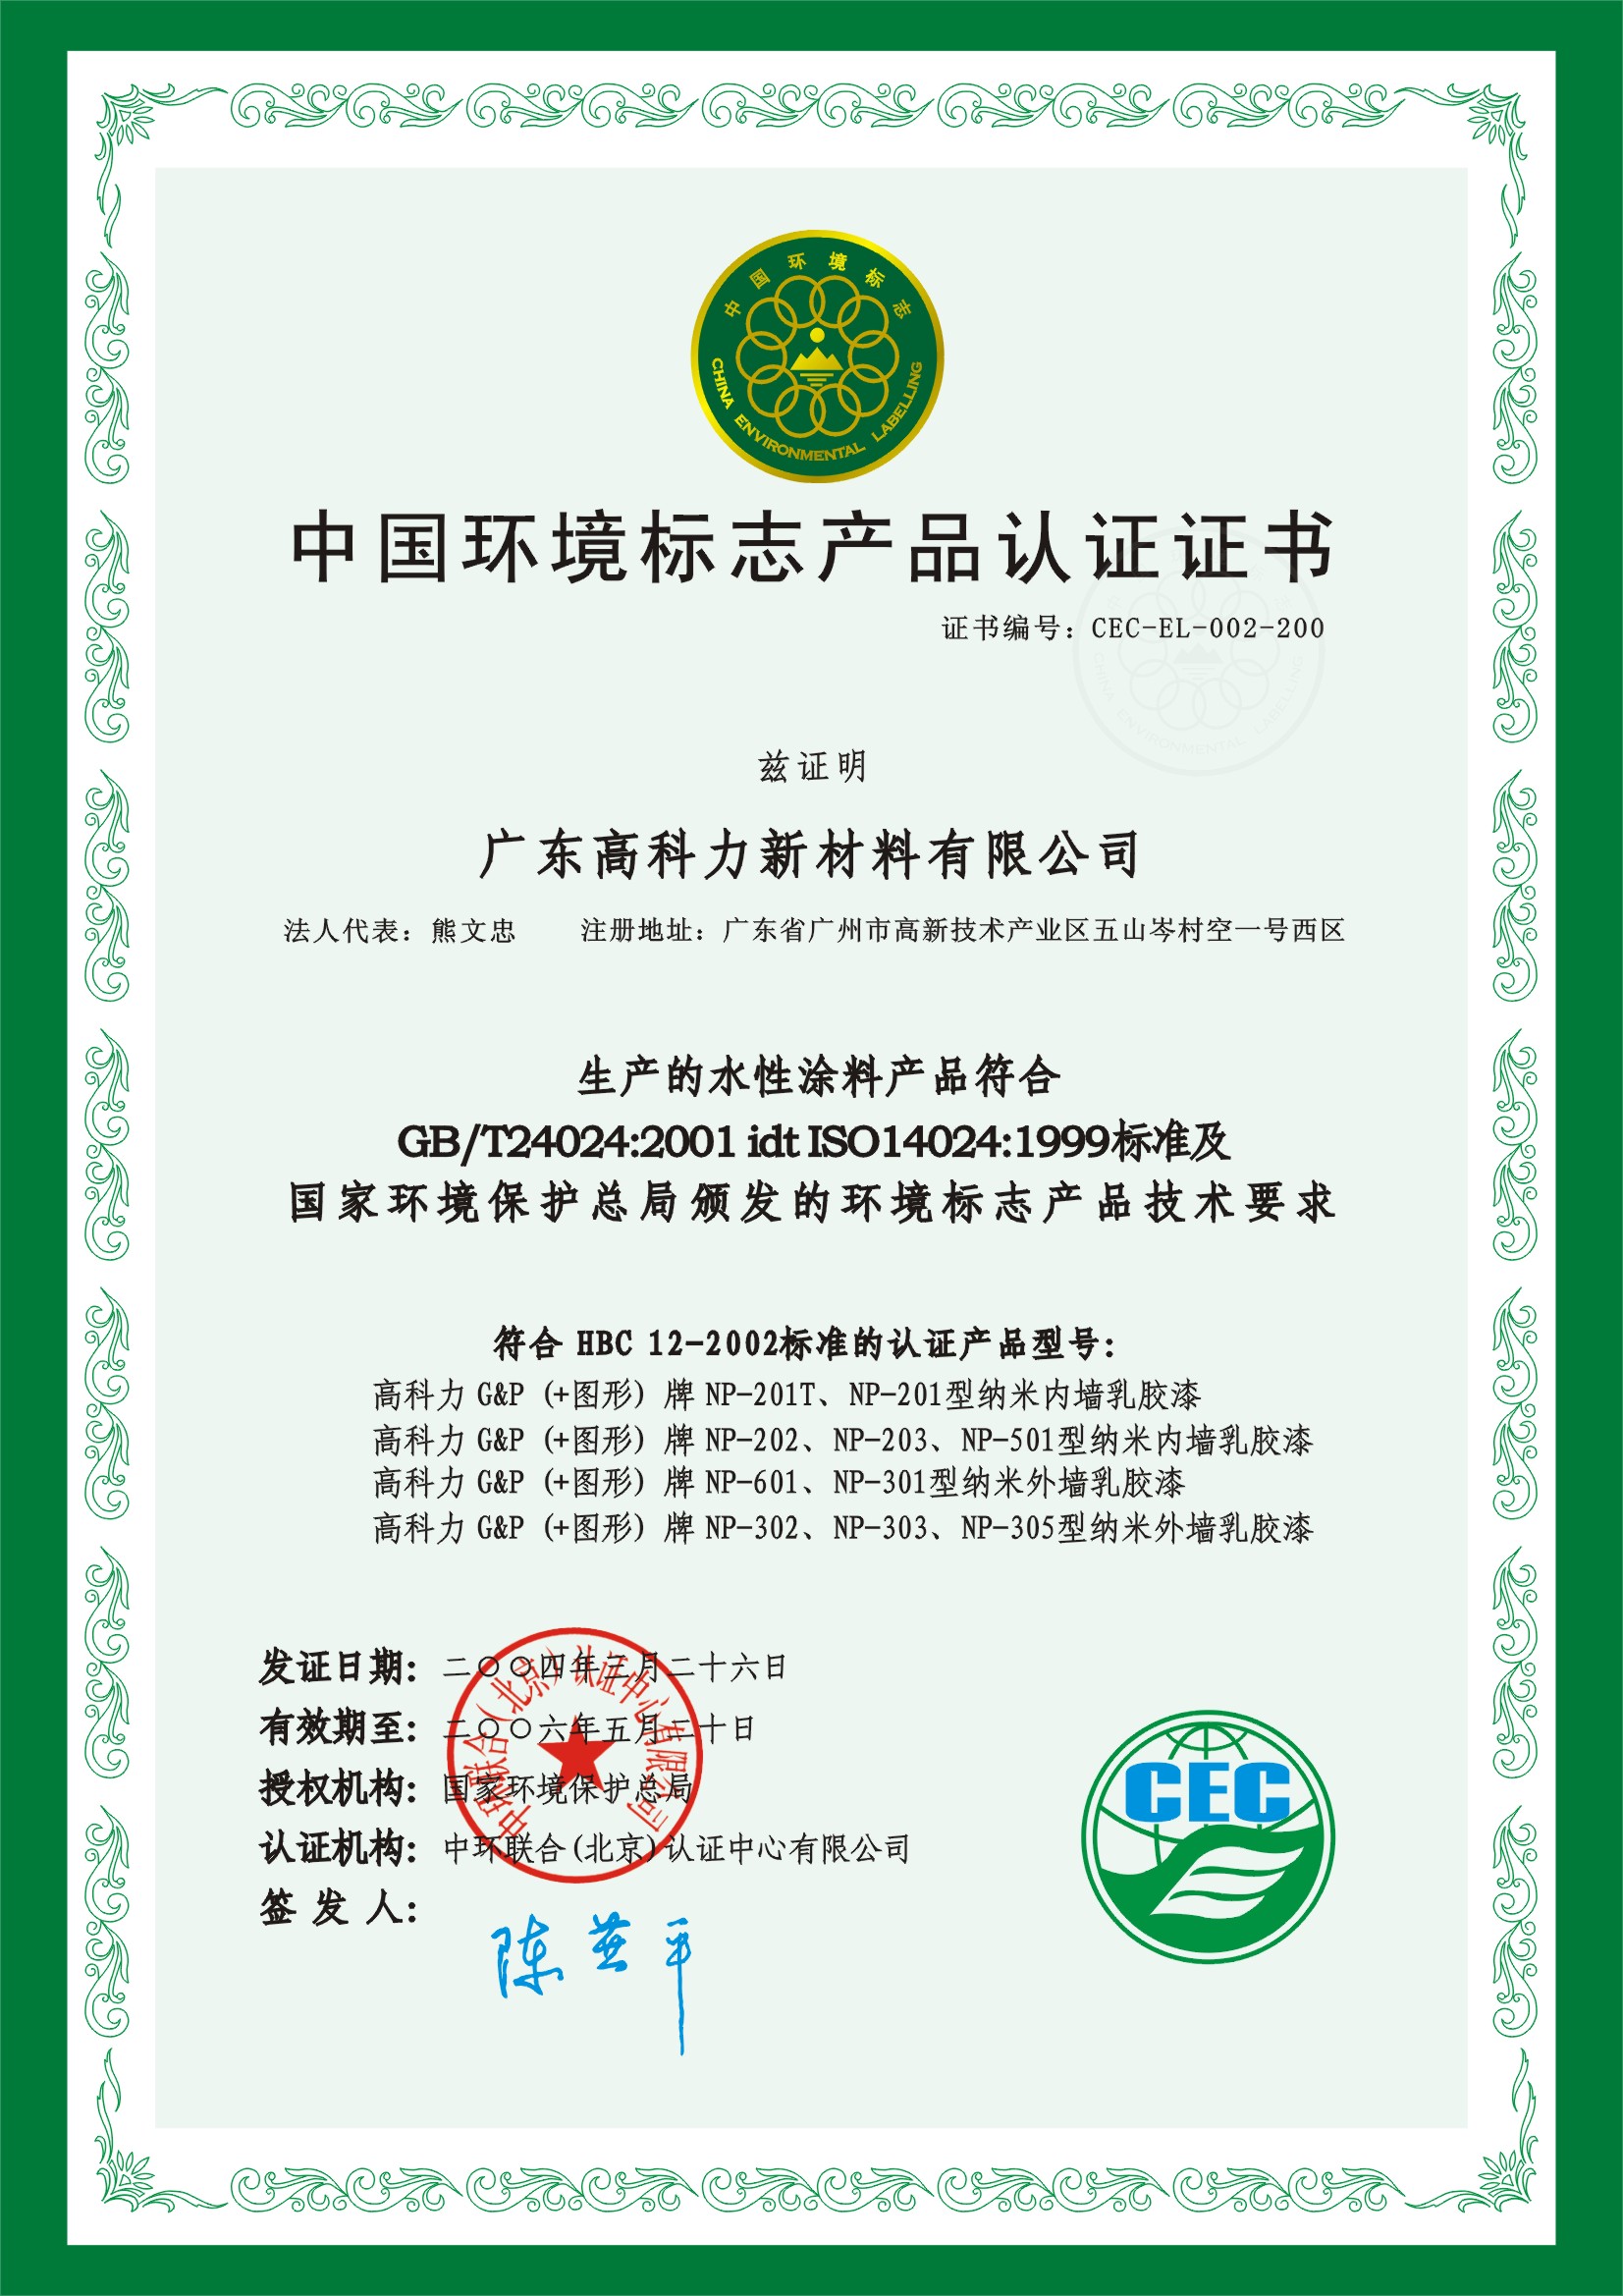 中国环境标志
CHINA ENVIRONMENTAL LABELLING
中国环境标志产品认证证书
证书编号：CEC-EL-002-200
兹证明
广东高科力新材料有限公司
法人代表：熊文忠 注册地址：广东省广州市高新技术产业区五山岑村空一号西区
生产的水性涂料产品符合
GB/T24024:2001 idt ISO14024:1999标准及
国家环境保护总局颁发的环境标志产品技术要求
符合 HBC 12-2002标准的认证产品型号：
高科力 G&P (+图形) 牌 NP-201T、NP-201型纳米内墙乳胶漆
高科力 G&P (+图形) 牌 NP-202、NP-203、NP-501型纳米内墙乳胶漆
高科力 G&P (+图形) 牌 NP-601、NP-301型纳米外墙乳胶漆
高科力 G&P (+图形) 牌 NP-302、NP-303、NP-305型纳米外墙乳胶漆
发证日期：二○○四年二月二十六日
有效期至：二○○六年五月二十日
授权机构：国家环境保护总局
认证机构：中环联合(北京)认证中心有限公司
签 发 人：
陈燕平
中环联合（北京）认证中心有限公司
CEC